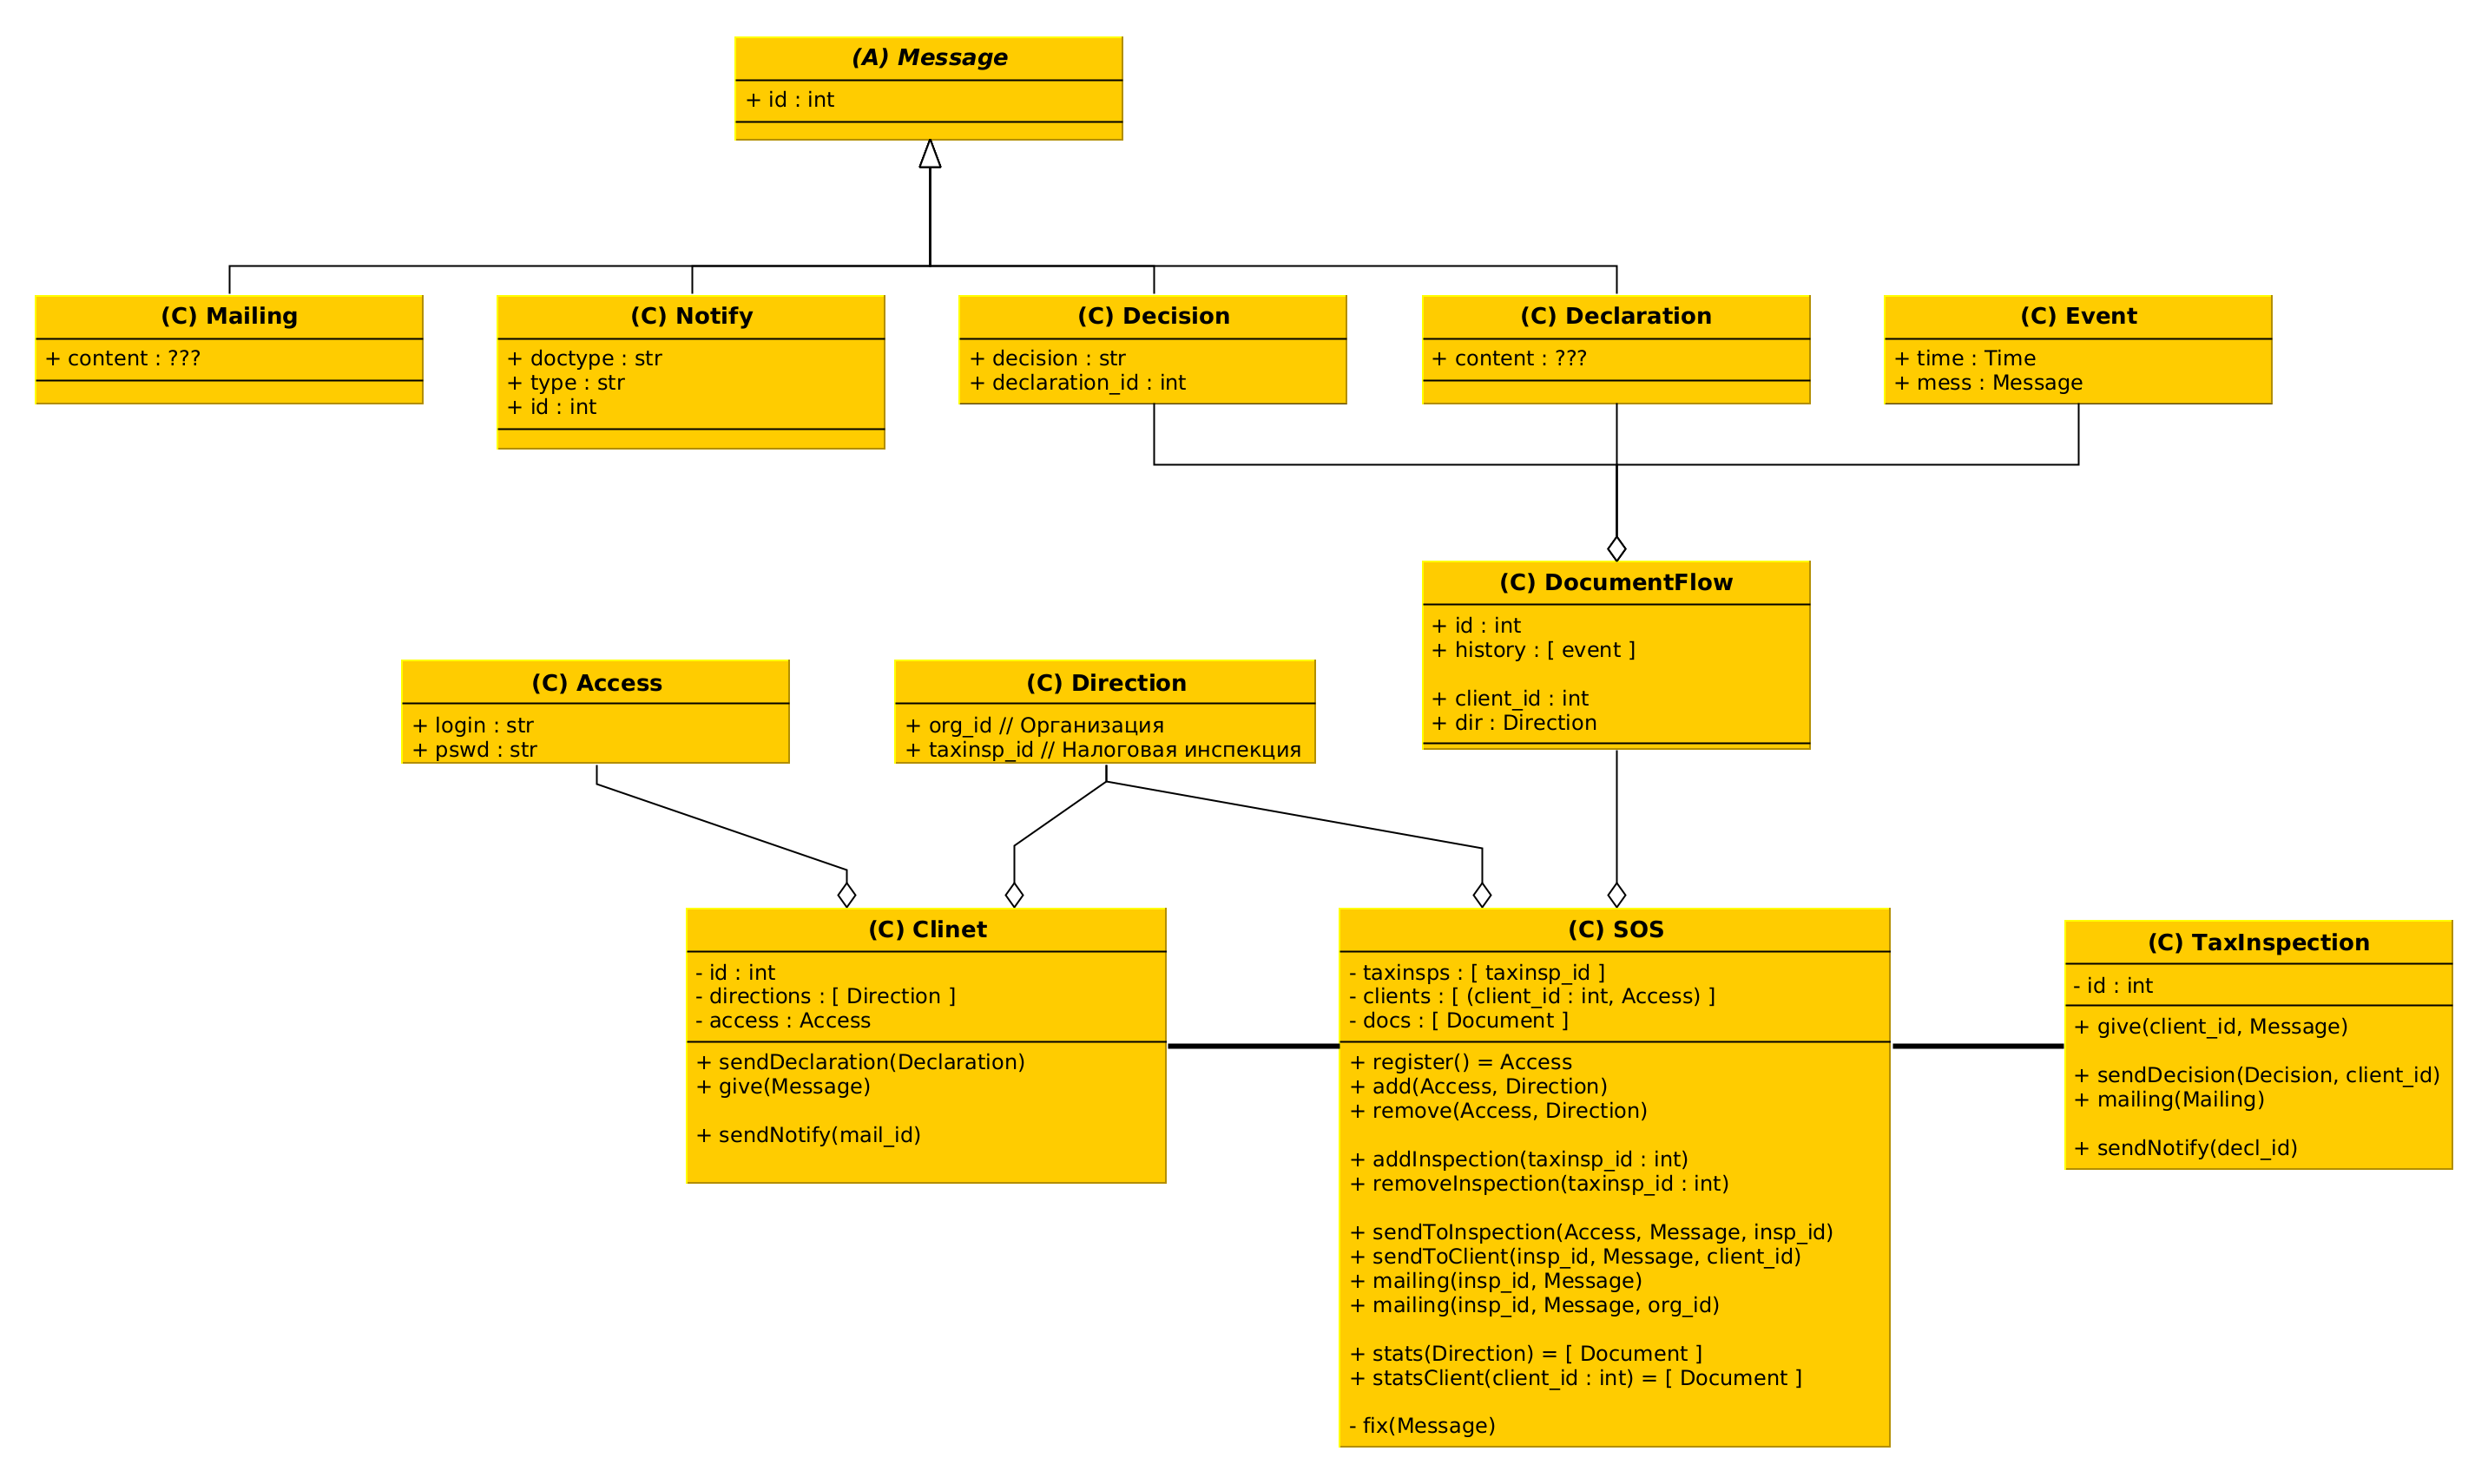 (A) Message
+ id : int
(C) Mailing
+ content : ???
(C) Notify
+ doctype : str
+ type : str
+ id : int
(C) Decision
+ decision : str
+ declaration_id : int
(C) Declaration
+ content : ???
(C) Event
+ time : Time
+ mess : Message
(C) DocumentFlow
+ id : int
+ history : [ event ]
+ client_id : int
+ dir : Direction
(C) Access
+ login : str
+ pswd : str
(C) Direction
+ org_id // Организация
+ taxinsp_id // Налоговая инспекция
(C) Clinet
- id : int
- directions : [ Direction ]
- access : Access
+ sendDeclaration(Declaration)
+ give(Message)
+ sendNotify(mail_id)
(C) SOS
- taxinsps : [ taxinsp_id ]
- clients : [ (client_id : int, Access) ]
- docs : [ Document ]
+ register() = Access
+ add(Access, Direction)
+ remove(Access, Direction)
+ addInspection(taxinsp_id : int)
+ removeInspection(taxinsp_id : int)
+ sendToInspection(Access, Message, insp_id)
+ sendToClient(insp_id, Message, client_id)
+ mailing(insp_id, Message)
+ mailing(insp_id, Message, org_id)
+ stats(Direction) = [ Document ]
+ statsClient(client_id : int) = [ Document ]
- fix(Message)
(C) TaxInspection
- id : int
+ give(client_id, Message)
+ sendDecision(Decision, client_id)
+ mailing(Mailing)
+ sendNotify(decl_id)